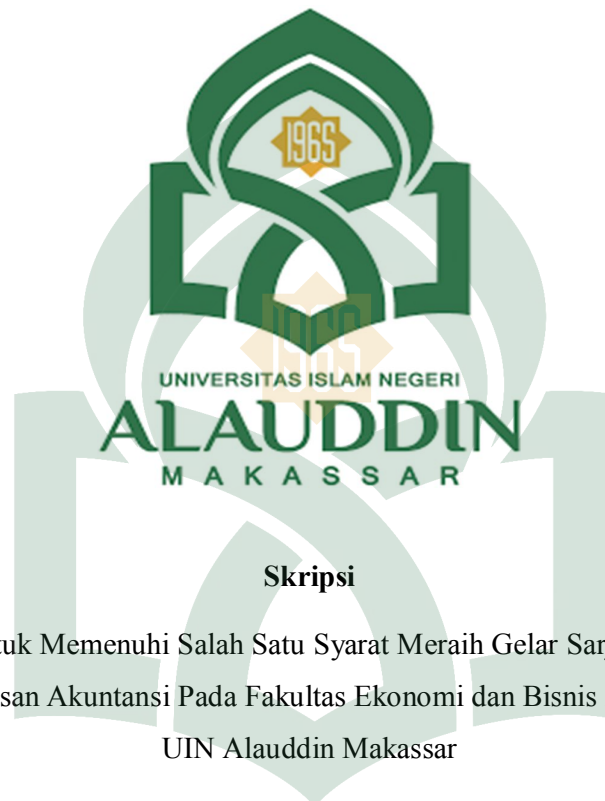 1965
1965
UNIVERSITAS ISLAM NEGERI
ALAUDDIN
MAKASSAR
Skripsi
Memenuhi Salah Satu Syarat Meraih Gelar
Akuntansi Pada Fakultas Ekonomi dan Bisnis
UIN Alauddin Makassar